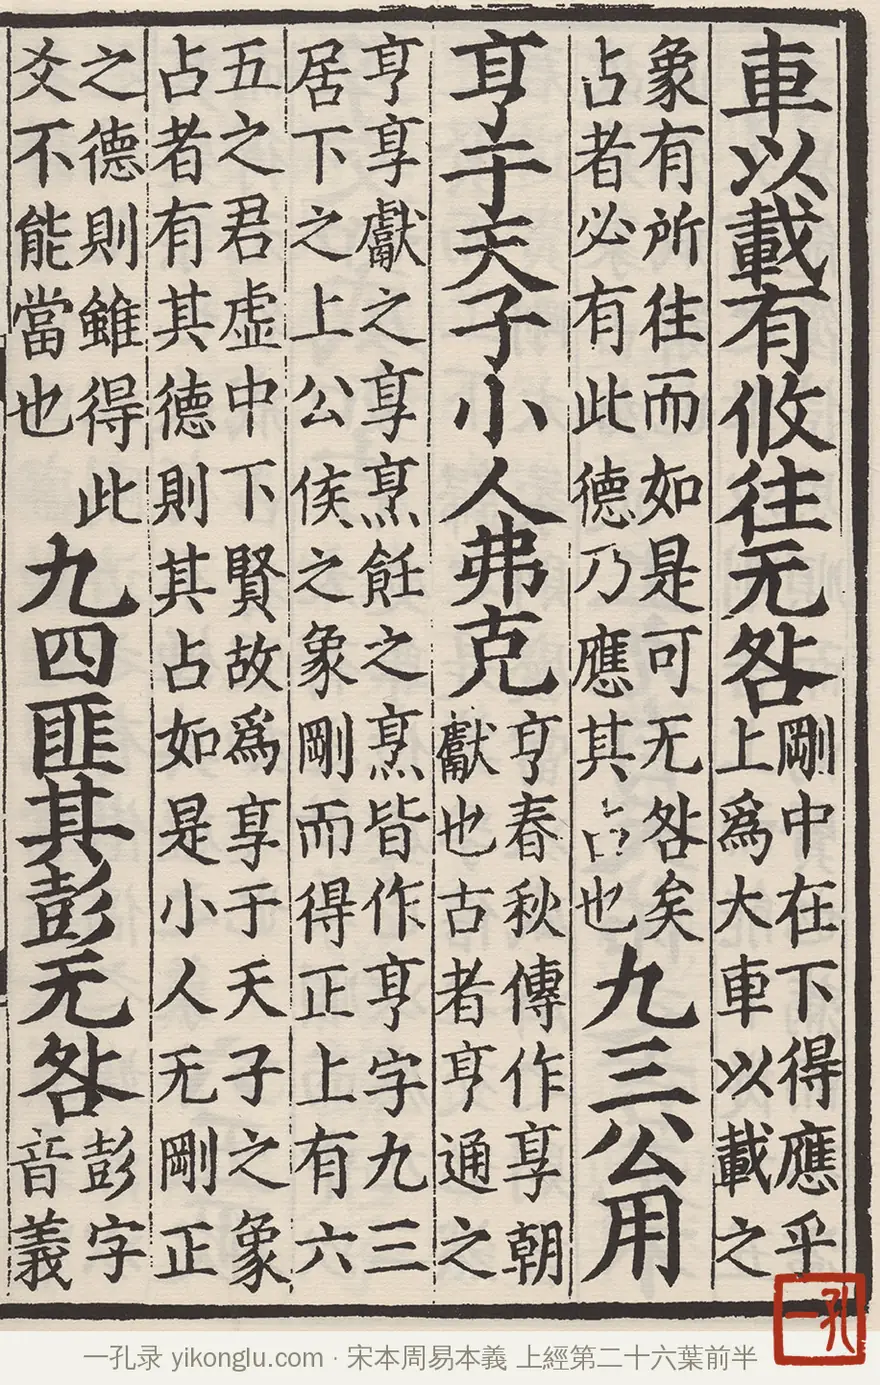 車以載有攸往无咎
剛中在下得應乎
上爲大車以載之
象有所往而如是可无咎矣
占者必有此德乃應其占也
九三公用
亨于天子小人弗克
亨春秋傳作享朝
獻也古者亨通之
亨享獻之享烹飪之烹皆作亨字九三
居下之上公侯之象剛而得正上有六
五之君虛中下賢故爲享于天子之象
占者有其德則其占如是小人无剛正
之德則雖得此
爻不能當也
九四匪其彭无咎
彭字
音義
一孔
一孔录 yikonglu.com · 宋本周易本義 上經第二十六葉前半